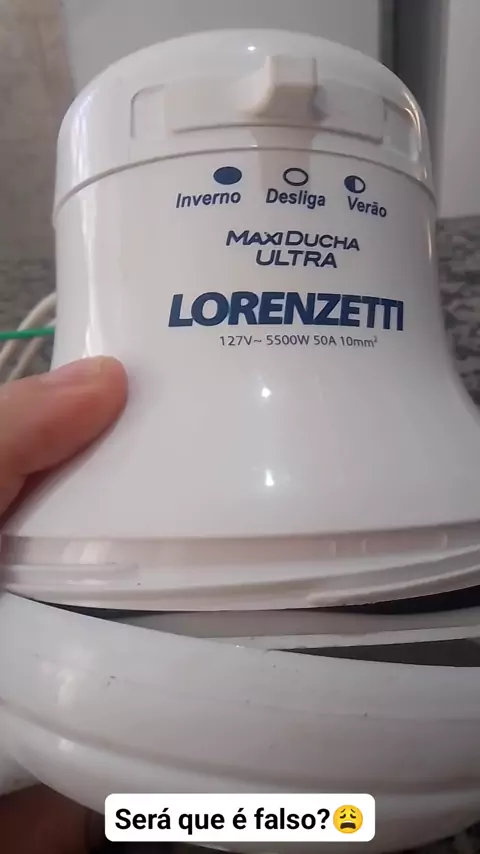 Inverno Desliga Verão
MAXI DUCHA
ULTRA
LORENZETTI
127V~ 5500W 50A 10mm²
Será que é falso?😩